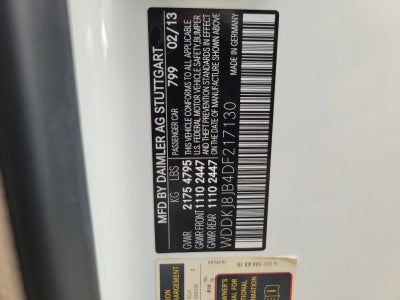 MFD BY DAIMLER AG STUTTGART
PASSENGER CAR 799 02/13
KG LBS
GVWR 2175 4795
GAWR FRONT 1110 2447
GAWR REAR 1110 2447
THIS VEHICLE CONFORMS TO ALL APPLICABLE
U.S. FEDERAL MOTOR VEHICLE SAFETY, BUMPER
AND THEFT PREVENTION STANDARDS IN EFFECT
ON THE DATE OF MANUFACTURE SHOWN ABOVE
MADE IN GERMANY
WDDKJ8JB4DF217130